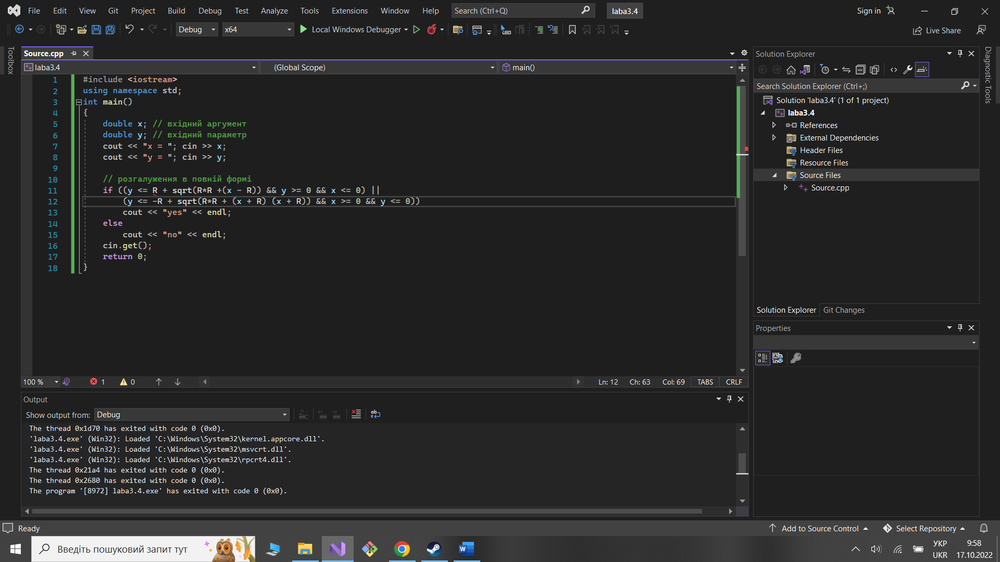 File Edit View Git Project Build Debug Test Analyze Tools Extensions Window Help Search (Ctrl+Q) laba3.4 Sign in
Debug x64 Local Windows Debugger Live Share
Toolbox
Source.cpp
laba3.4 (Global Scope) main()
1 #include <iostream>
2 using namespace std;
3 int main()
4 {
5 double x; // вхідний аргумент
6 double y; // вхідний параметр
7 cout << "x = "; cin >> x;
8 cout << "y = "; cin >> y;
9
10 // розгалуження в повній формі
11 if ((y <= R + sqrt(R*R +(x - R)) && y >= 0 && x <= 0) ||
12 (y <= -R + sqrt(R*R + (x + R) (x + R)) && x >= 0 && y <= 0))
13 cout << "yes" << endl;
14 else
15 cout << "no" << endl;
16 cin.get();
17 return 0;
18 }
100 % 1 0 Ln: 12 Ch: 63 Col: 69 TABS CRLF
Output
Show output from: Debug
The thread 0x1d70 has exited with code 0 (0x0).
'laba3.4.exe' (Win32): Loaded 'C:\Windows\System32\kernel.appcore.dll'.
'laba3.4.exe' (Win32): Loaded 'C:\Windows\System32\msvcrt.dll'.
'laba3.4.exe' (Win32): Loaded 'C:\Windows\System32\rpcrt4.dll'.
The thread 0x21a4 has exited with code 0 (0x0).
The thread 0x2680 has exited with code 0 (0x0).
The program '[8972] laba3.4.exe' has exited with code 0 (0x0).
Solution Explorer
Search Solution Explorer (Ctrl+;)
Solution 'laba3.4' (1 of 1 project)
laba3.4
References
External Dependencies
Header Files
Resource Files
Source Files
Source.cpp
Solution Explorer Git Changes
Properties
Diagnostic Tools
Ready Add to Source Control Select Repository
Введіть пошуковий запит тут
УКР
UKR
9:58
17.10.2022